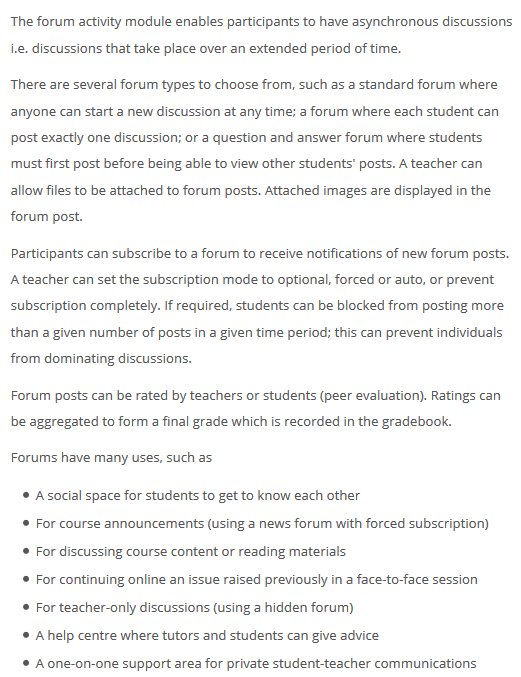 The forum activity module enables participants to have asynchronous discussions
i.e. discussions that take place over an extended period of time.
There are several forum types to choose from, such as a standard forum where
anyone can start a new discussion at any time; a forum where each student can
post exactly one discussion; or a question and answer forum where students
must first post before being able to view other students' posts. A teacher can
allow files to be attached to forum posts. Attached images are displayed in the
forum post.
Participants can subscribe to a forum to receive notifications of new forum posts.
A teacher can set the subscription mode to optional, forced or auto, or prevent
subscription completely. If required, students can be blocked from posting more
than a given number of posts in a given time period; this can prevent individuals
from dominating discussions.
Forum posts can be rated by teachers or students (peer evaluation). Ratings can
be aggregated to form a final grade which is recorded in the gradebook.
Forums have many uses, such as
• A social space for students to get to know each other
• For course announcements (using a news forum with forced subscription)
• For discussing course content or reading materials
• For continuing online an issue raised previously in a face-to-face session
• For teacher-only discussions (using a hidden forum)
• A help centre where tutors and students can give advice
• A one-on-one support area for private student-teacher communications